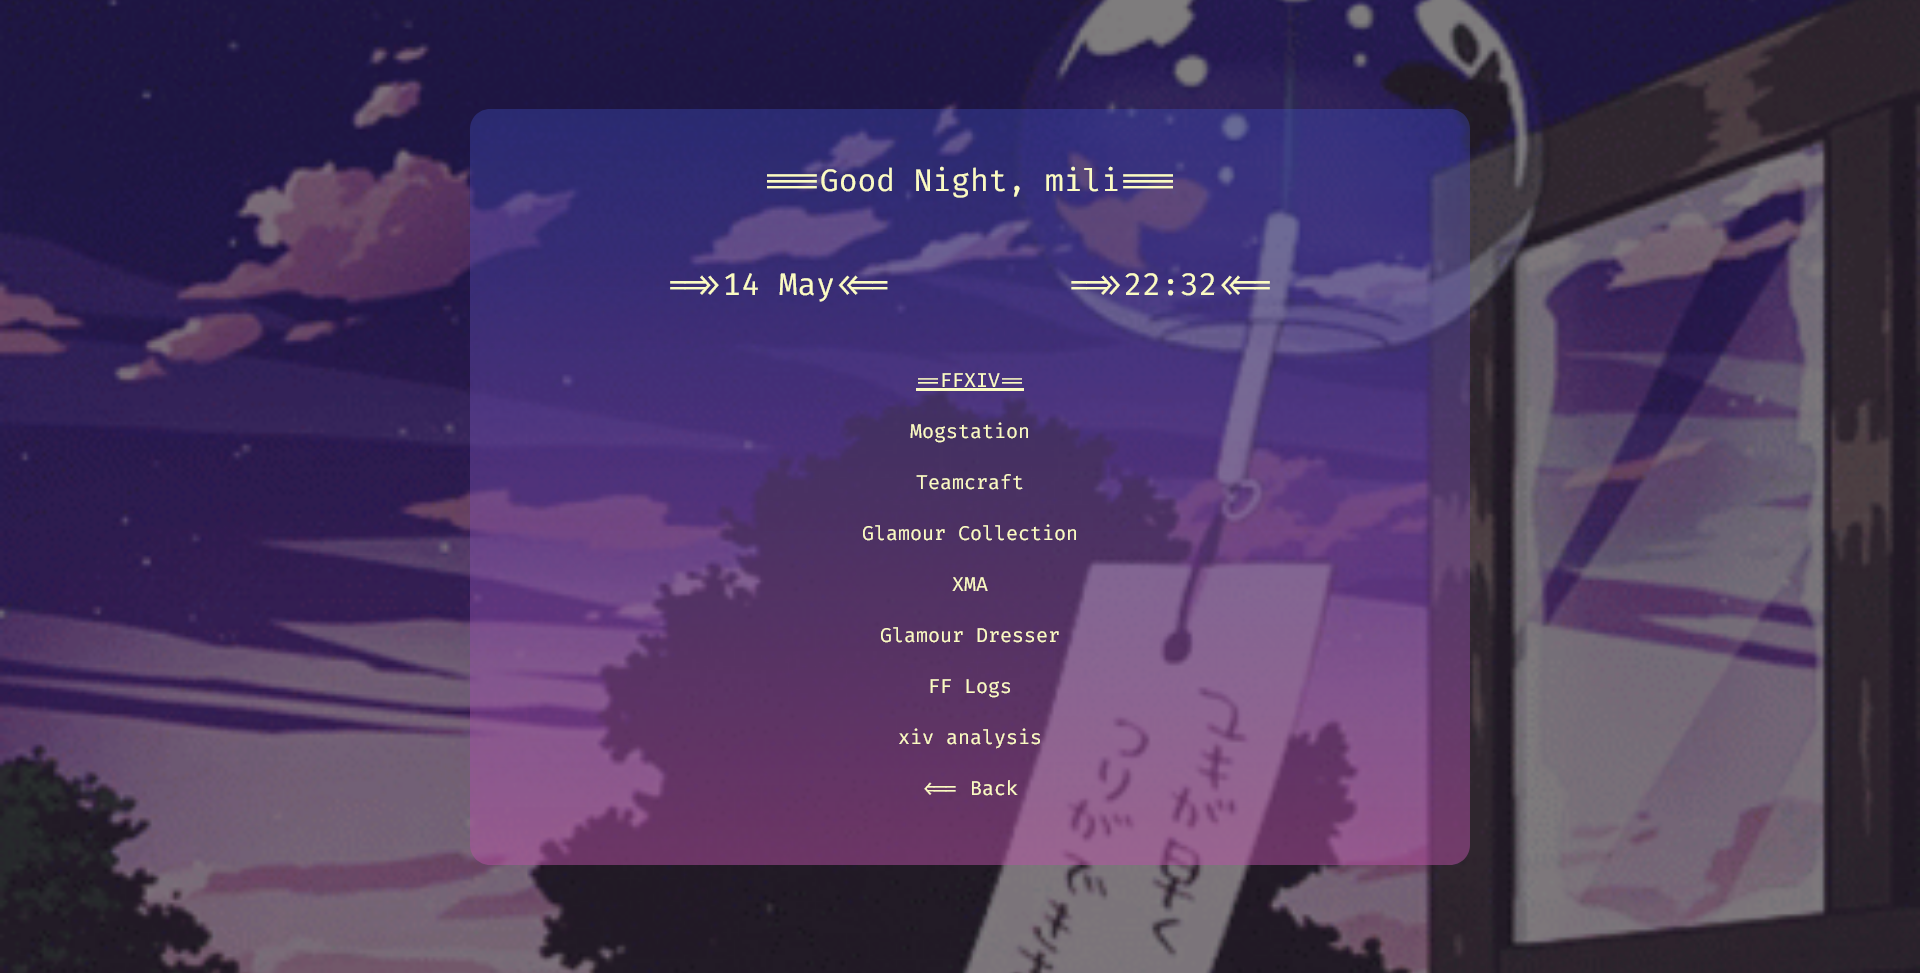 ===Good Night, mili===
==>>14 May<<==
==>>22:32<<==
==FFXIV==
Mogstation
Teamcraft
Glamour Collection
XMA
Glamour Dresser
FF Logs
xiv analysis
<== Back